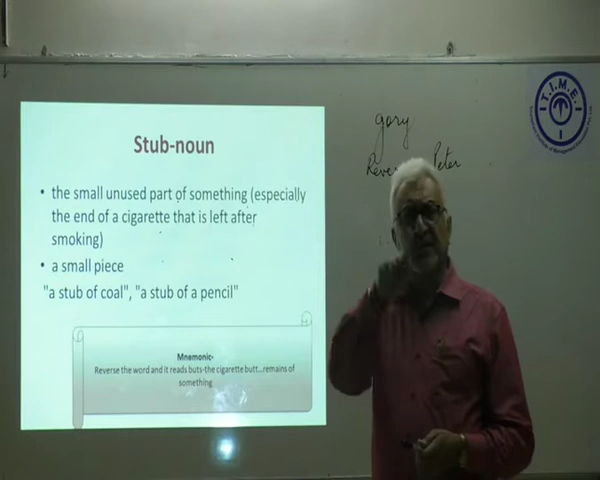 Stub-noun
• the small unused part of something (especially
the end of a cigarette that is left after
smoking)
• a small piece
"a stub of coal", "a stub of a pencil"
Mnemonic-
Reverse the word and it reads buts-the cigarette butt...remains of
something
gory
Peter
T.I.M.E.